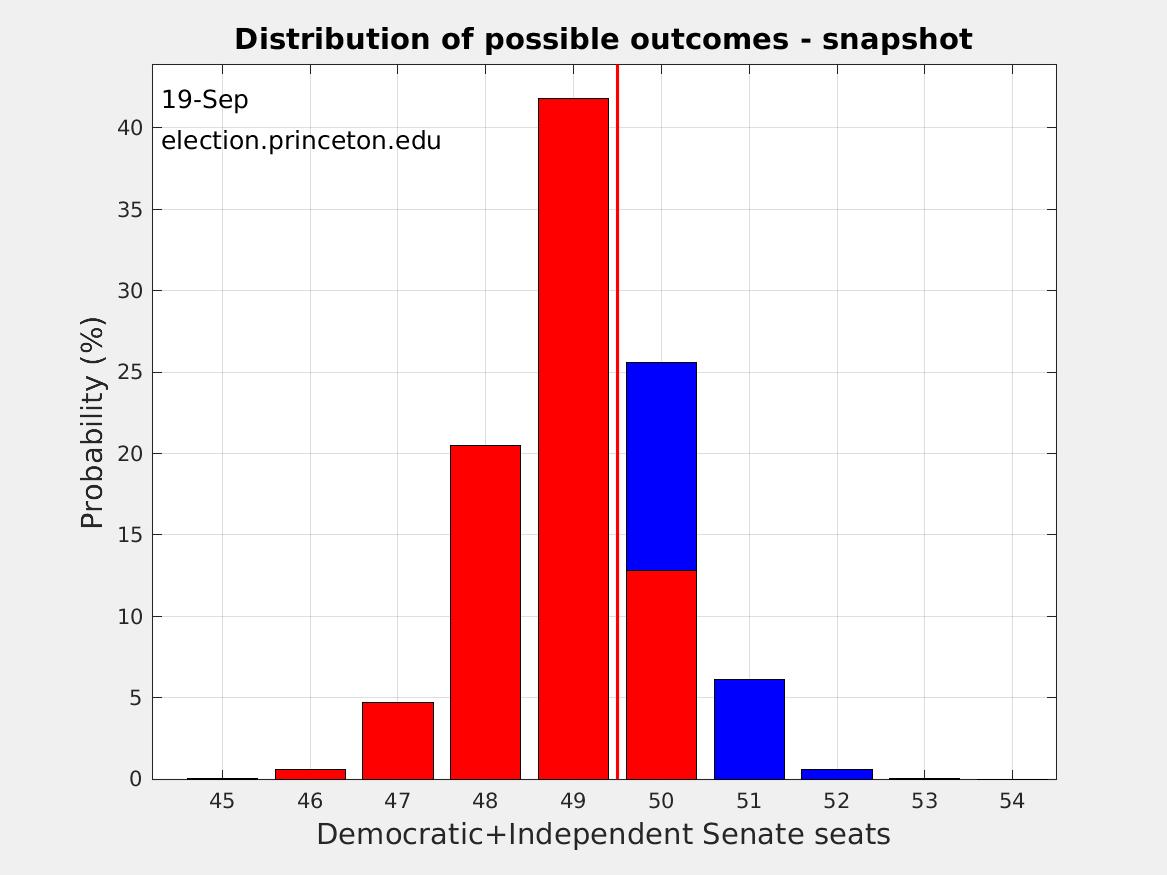 Distribution of possible outcomes - snapshot
19-Sep
election.princeton.edu
Probability (%)
40
35
30
25
20
15
10
5
0
45 46 47 48 49 50 51 52 53 54
Democratic+Independent Senate seats